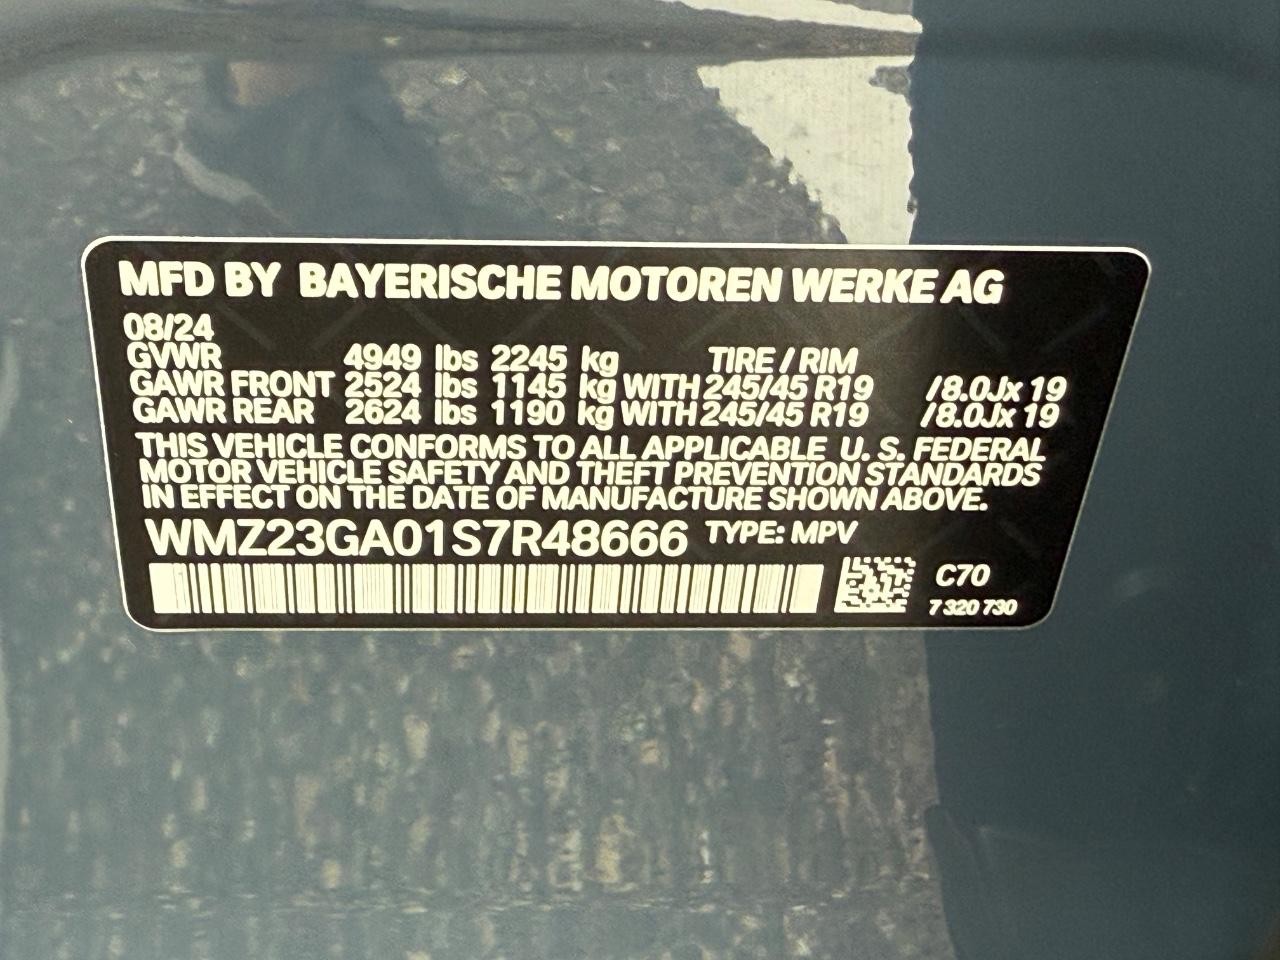 MFD BY BAYERISCHE MOTOREN WERKE AG
08/24
GVWR 4949 lbs 2245 kg TIRE / RIM
GAWR FRONT 2524 lbs 1145 kg WITH 245/45 R19 /8.0Jx 19
GAWR REAR 2624 lbs 1190 kg WITH 245/45 R19 /8.0Jx 19
THIS VEHICLE CONFORMS TO ALL APPLICABLE U. S. FEDERAL
MOTOR VEHICLE SAFETY AND THEFT PREVENTION STANDARDS
IN EFFECT ON THE DATE OF MANUFACTURE SHOWN ABOVE.
WMZ23GA01S7R48666 TYPE: MPV
C70
7 320 730